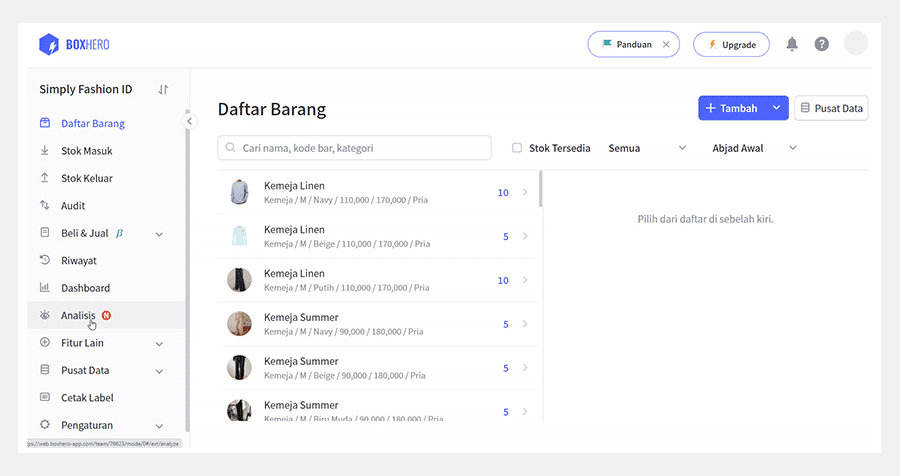 BOXHERO
Panduan
Upgrade
Simply Fashion ID
Daftar Barang
Stok Masuk
Stok Keluar
Audit
Beli & Jual β
Riwayat
Dashboard
Analisis N
Fitur Lain
Pusat Data
Cetak Label
Pengaturan
ps://web.boxhero-app.com/team/76623/mode/0#/ext/analyze
Daftar Barang
+ Tambah
Pusat Data
Cari nama, kode bar, kategori
Stok Tersedia
Semua
Abjad Awal
Kemeja Linen
Kemeja / M / Navy / 110,000 / 170,000 / Pria
10
Kemeja Linen
Kemeja / M / Beige / 110,000 / 170,000 / Pria
5
Kemeja Linen
Kemeja / M / Putih / 110,000 / 170,000 / Pria
10
Kemeja Summer
Kemeja / M / Navy / 90,000 / 180,000 / Pria
5
Kemeja Summer
Kemeja / M / Beige / 90,000 / 180,000 / Pria
5
Kemeja Summer
Kemeja / M / Biru Muda / 90,000 / 180,000 / Pria
5
Pilih dari daftar di sebelah kiri.